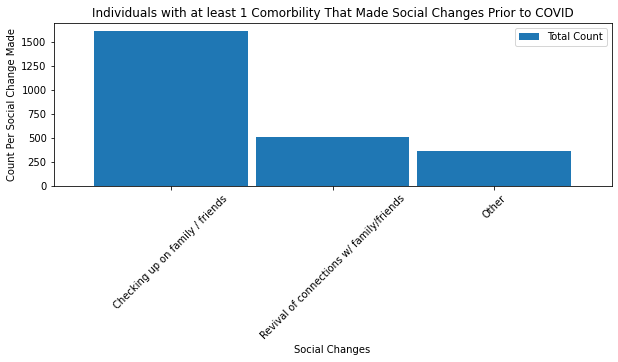 Individuals with at least 1 Comorbility That Made Social Changes Prior to COVID
Count Per Social Change Made
1500
1250
1000
750
500
250
0
Total Count
Checking up on family / friends
Revival of connections w/ family/friends
Other
Social Changes